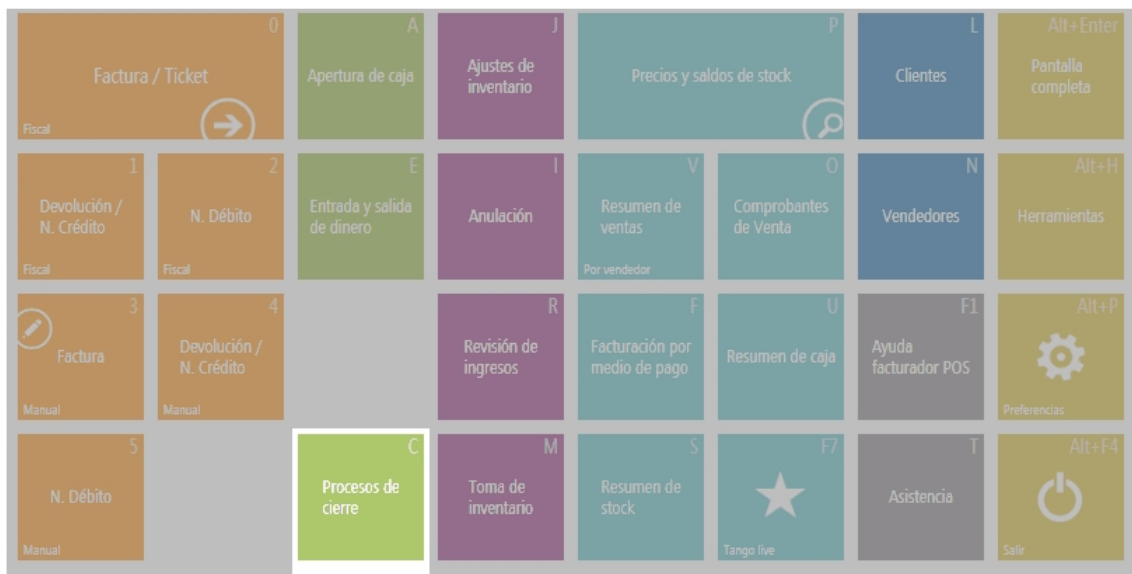 0
Factura / Ticket
Fiscal
A
Apertura de caja
J
Ajustes de
inventario
P
Precios y saldos de stock
L
Clientes
Alt+Enter
Pantalla
completa
1
Devolución /
N. Crédito
Fiscal
2
N. Débito
Fiscal
E
Entrada y salida
de dinero
I
Anulación
V
Resumen de
ventas
Por vendedor
O
Comprobantes
de Venta
N
Vendedores
Alt+H
Herramientas
3
Factura
Manual
4
Devolución /
N. Crédito
Manual
R
Revisión de
ingresos
F
Facturación por
medio de pago
U
Resumen de caja
F1
Ayuda
facturador POS
Alt+P
Preferencias
5
N. Débito
Manual
C
Procesos de
cierre
M
Toma de
inventario
S
Resumen de
stock
F7
Tango live
T
Asistencia
Alt+F4
Salir